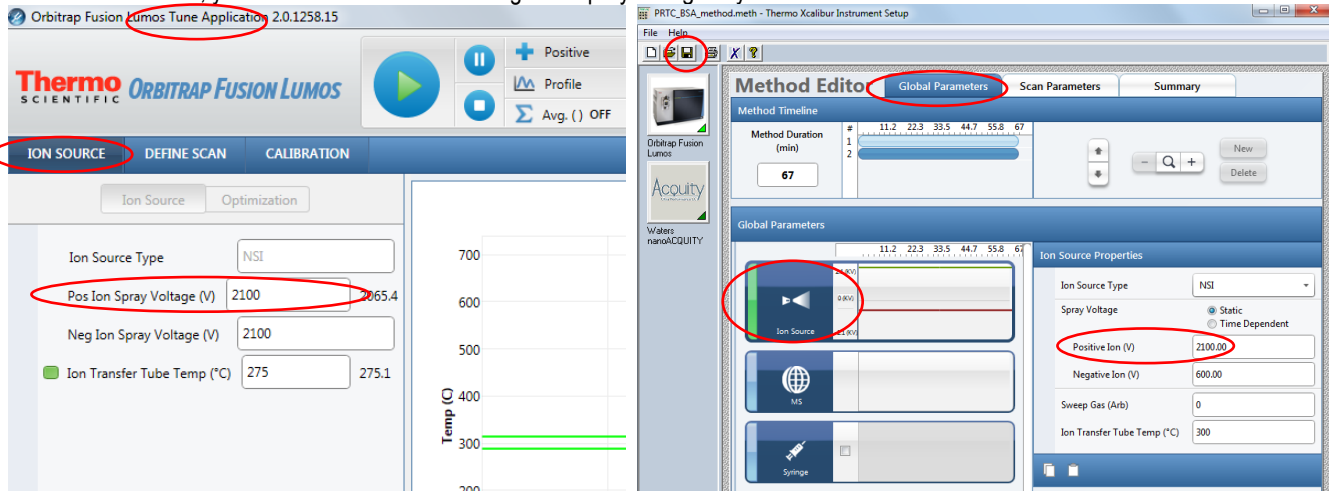 Orbitrap Fusion Lumos Tune Application 2.0.1258.15
Thermo
SCIENTIFIC
ORBITRAP FUSION LUMOS
Positive
Profile
Avg. () OFF
ION SOURCE DEFINE SCAN CALIBRATION
Ion Source Optimization
Ion Source Type NSI
Pos Ion Spray Voltage (V) 2100 2065.4
Neg Ion Spray Voltage (V) 2100
Ion Transfer Tube Temp (°C) 275 275.1
700
600
500
400
300
200
Temp (C)
PRTC_BSA_method.meth - Thermo Xcalibur Instrument Setup
File Help
Orbitrap Fusion
Lumos
Acquity
Waters
nanoACQUITY
Method Editor Global Parameters Scan Parameters Summary
Method Timeline
Method Duration
(min)
67
# 11.2 22.3 33.5 44.7 55.8 67
1
2
New
Delete
Global Parameters
11.2 22.3 33.5 44.7 55.8 67
0 (KV)
Ion Source
MS
Syringe
Ion Source Properties
Ion Source Type NSI
Spray Voltage Static
Time Dependent
Positive Ion (V) 2100.00
Negative Ion (V) 600.00
Sweep Gas (Arb) 0
Ion Transfer Tube Temp (°C) 300